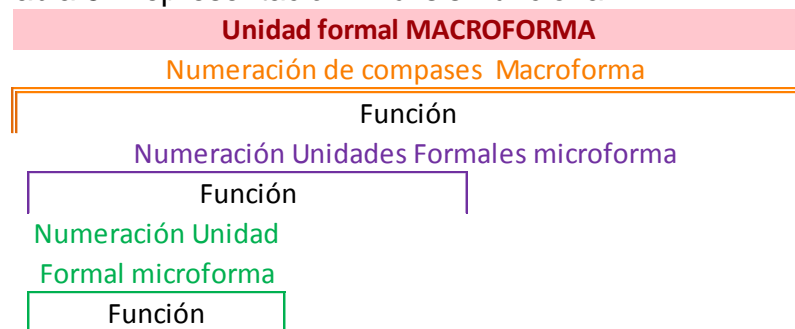 Unidad formal MACROFORMA
Numeración de compases Macroforma
Función
Numeración Unidades Formales microforma
Función
Numeración Unidad
Formal microforma
Función